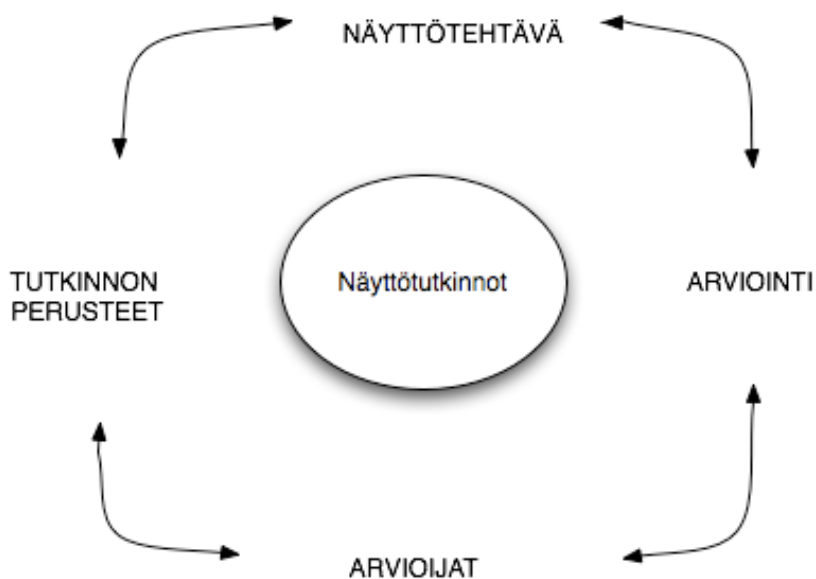 NÄYTTÖTEHTÄVÄ
TUTKINNON
PERUSTEET
Näyttötutkinnot
ARVIOINTI
ARVIOIJAT